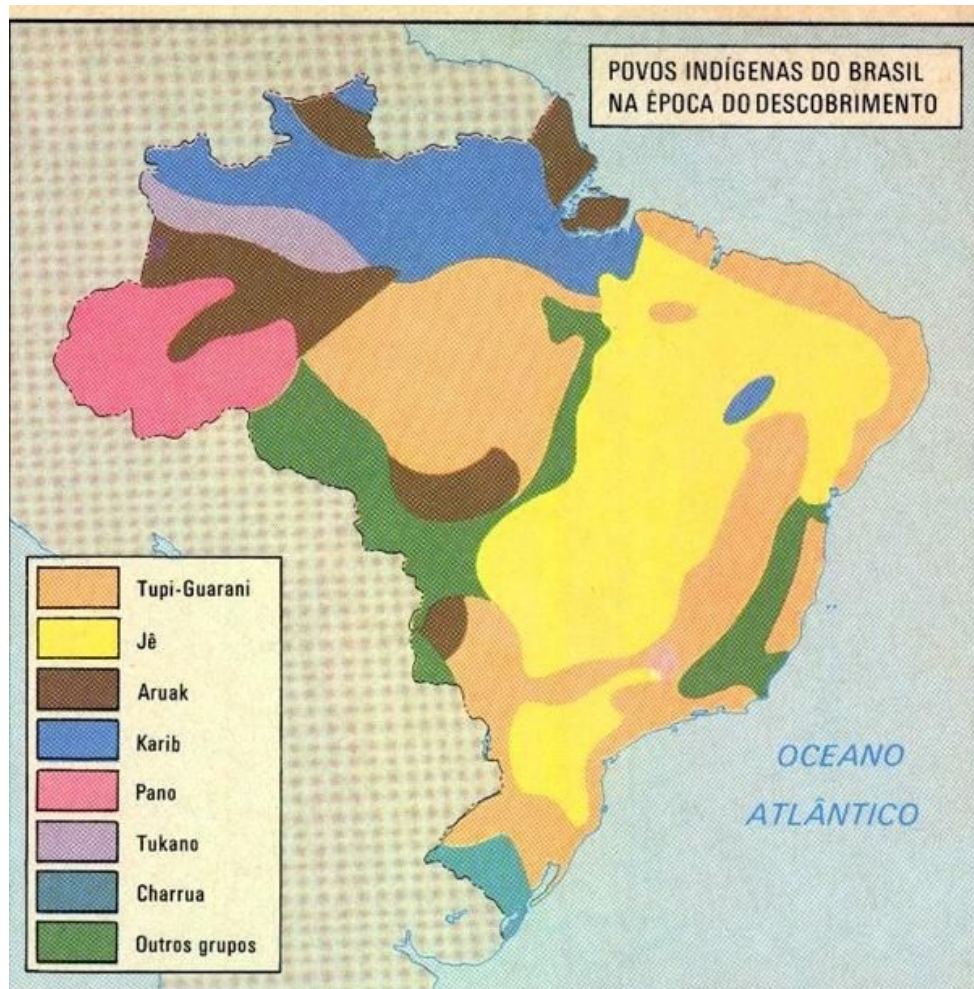 POVOS INDÍGENAS DO BRASIL
NA ÉPOCA DO DESCOBRIMENTO
Tupi-Guarani
Jê
Aruak
Karib
Pano
Tukano
Charrua
Outros grupos
OCEANO
ATLÂNTICO